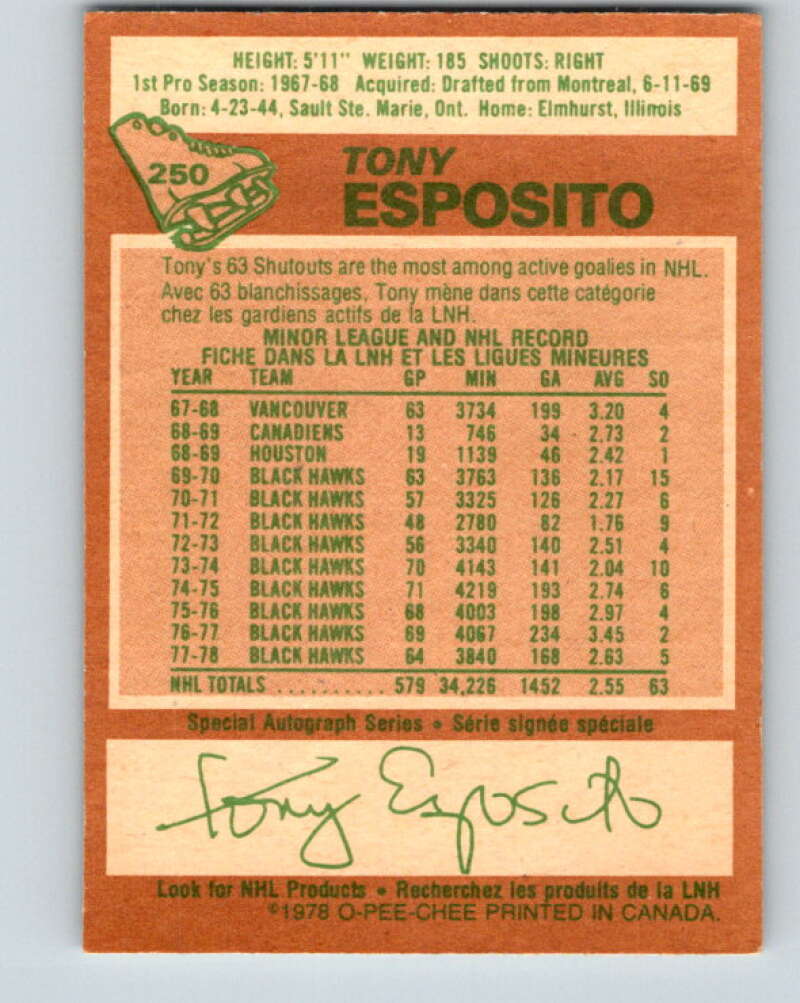 HEIGHT: 5'11" WEIGHT: 185 SHOOTS: RIGHT
1st Pro Season: 1967-68 Acquired: Drafted from Montreal, 6-11-69
Born: 4-23-44, Sault Ste. Marie, Ont. Home: Elmhurst, Illinois
250
TONY
ESPOSITO
Tony's 63 Shutouts are the most among active goalies in NHL.
Avec 63 blanchissages, Tony mène dans cette catégorie
chez les gardiens actifs de la LNH.
MINOR LEAGUE AND NHL RECORD
FICHE DANS LA LNH ET LES LIGUES MINEURES
YEAR TEAM GP MIN GA AVG SO
67-68 VANCOUVER 63 3734 199 3.20 4
68-69 CANADIENS 13 746 34 2.73 2
68-69 HOUSTON 19 1139 46 2.42 1
69-70 BLACK HAWKS 63 3763 136 2.17 15
70-71 BLACK HAWKS 57 3325 126 2.27 6
71-72 BLACK HAWKS 48 2780 82 1.76 9
72-73 BLACK HAWKS 56 3340 140 2.51 4
73-74 BLACK HAWKS 70 4143 141 2.04 10
74-75 BLACK HAWKS 71 4219 193 2.74 6
75-76 BLACK HAWKS 68 4003 198 2.97 4
76-77 BLACK HAWKS 69 4067 234 3.45 2
77-78 BLACK HAWKS 64 3840 168 2.63 5
NHL TOTALS .......... 579 34,226 1452 2.55 63
Special Autograph Series • Série signée spéciale
Tony Esposito
Look for NHL Products • Recherchez les produits de la LNH
©1978 O-PEE-CHEE PRINTED IN CANADA.